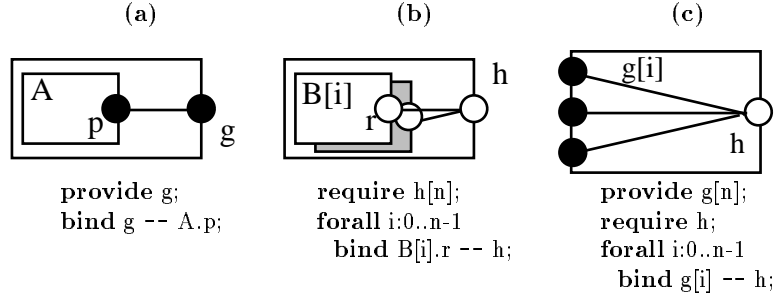 (a) (b) (c)
A
p
g
B[i]
r
h
g[i]
h
provide g;
bind g -- A.p;
require h[n];
forall i:0..n-1
bind B[i].r -- h;
provide g[n];
require h;
forall i:0..n-1
bind g[i] -- h;